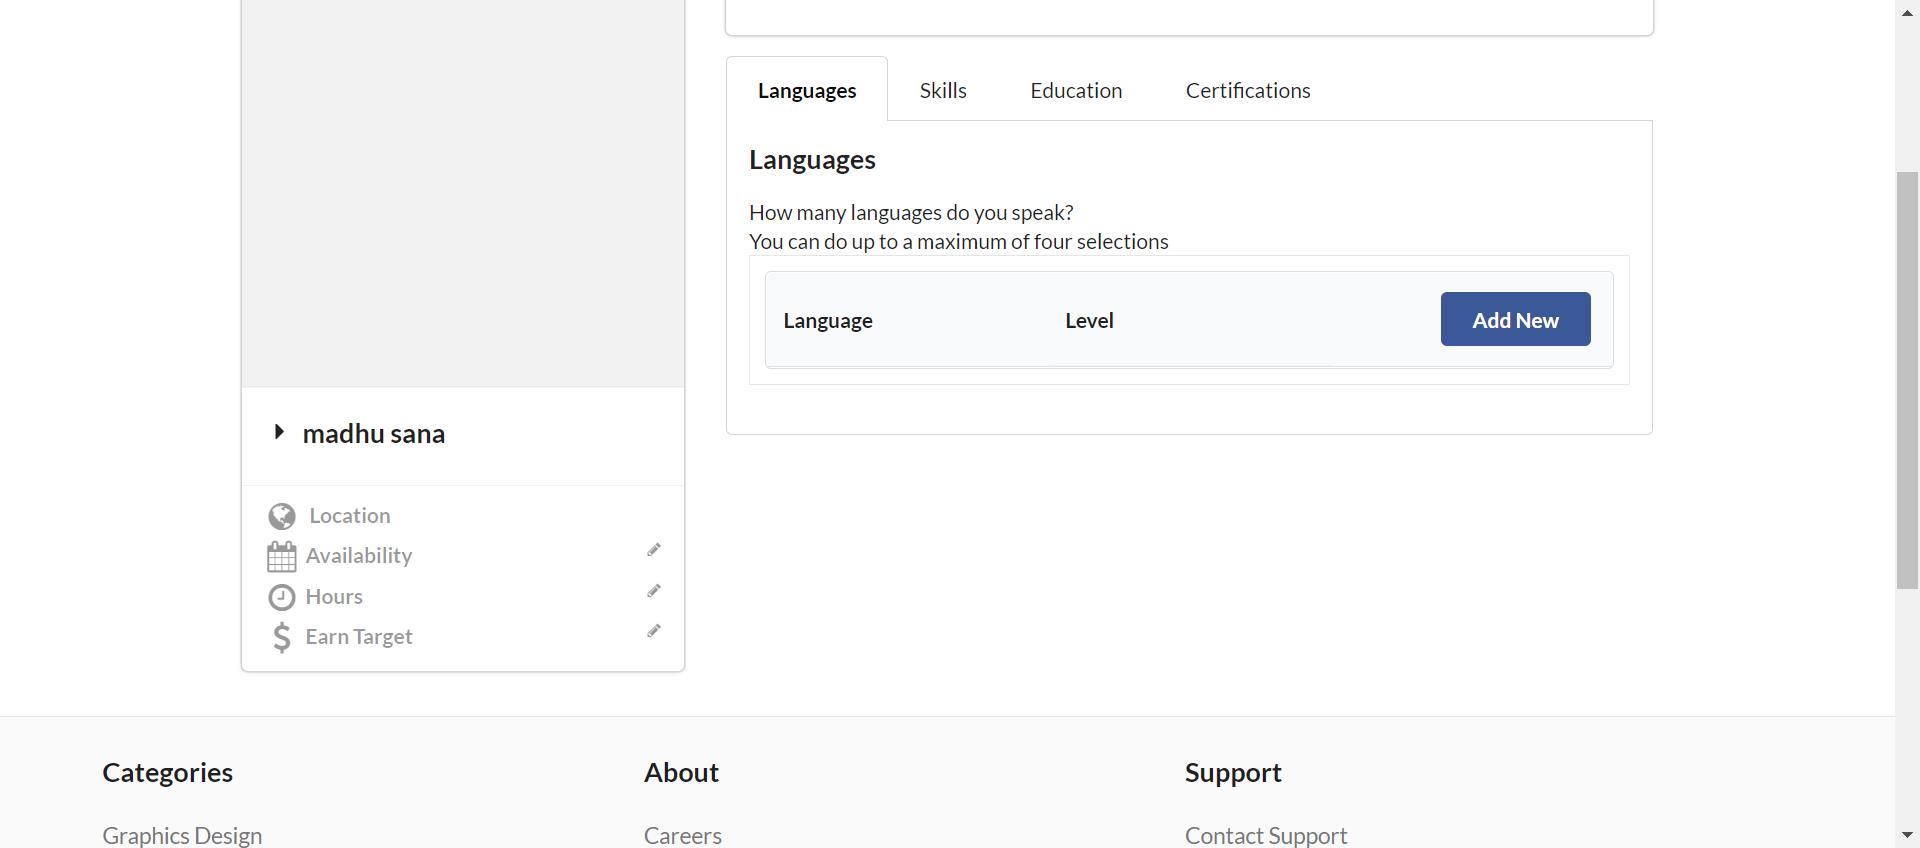 Languages Skills Education Certifications
Languages
How many languages do you speak?
You can do up to a maximum of four selections
Language Level Add New
madhu sana
Location
Availability
Hours
Earn Target
Categories About Support
Graphics Design Careers Contact Support